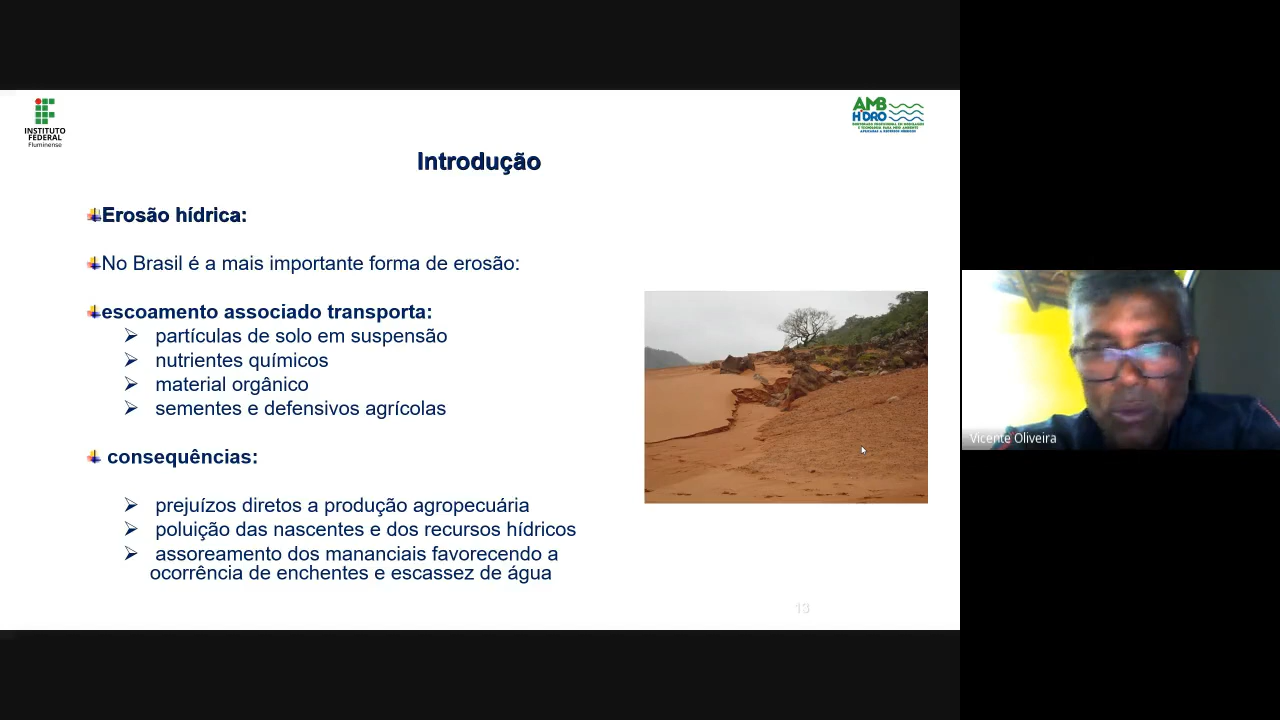 INSTITUTO
FEDERAL
Fluminense
AMB
HIDRO
Introdução
Erosão hídrica:
No Brasil é a mais importante forma de erosão:
escoamento associado transporta:
partículas de solo em suspensão
nutrientes químicos
material orgânico
sementes e defensivos agrícolas
consequências:
prejuízos diretos a produção agropecuária
poluição das nascentes e dos recursos hídricos
assoreamento dos mananciais favorecendo a
ocorrência de enchentes e escassez de água
13
Vicente Oliveira